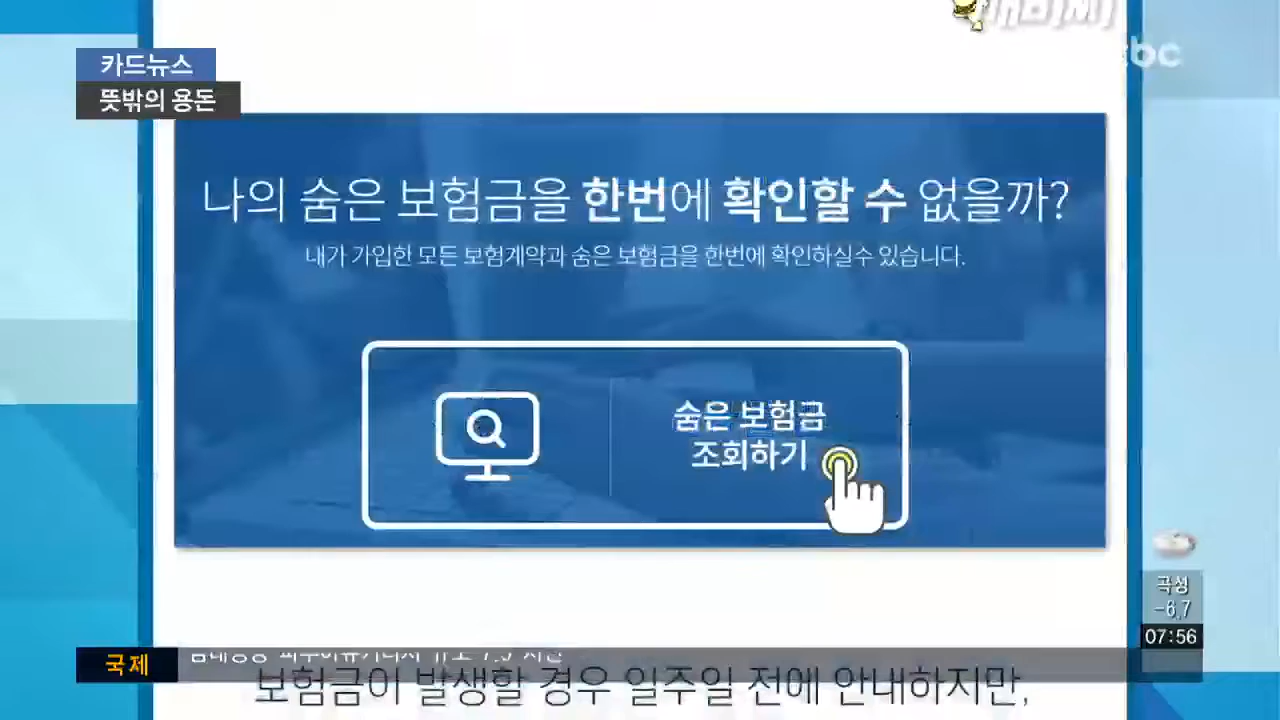 bc
카드뉴스
뜻밖의 용돈
나의 숨은 보험금을 한번에 확인할 수 없을까?
내가 가입한 모든 보험계약과 숨은 보험금을 한번에 확인하실수 있습니다.
숨은 보험금
조회하기
곡성
-6.7
07:56
국제
보험금이 발생할 경우 일주일 전에 안내하지만,